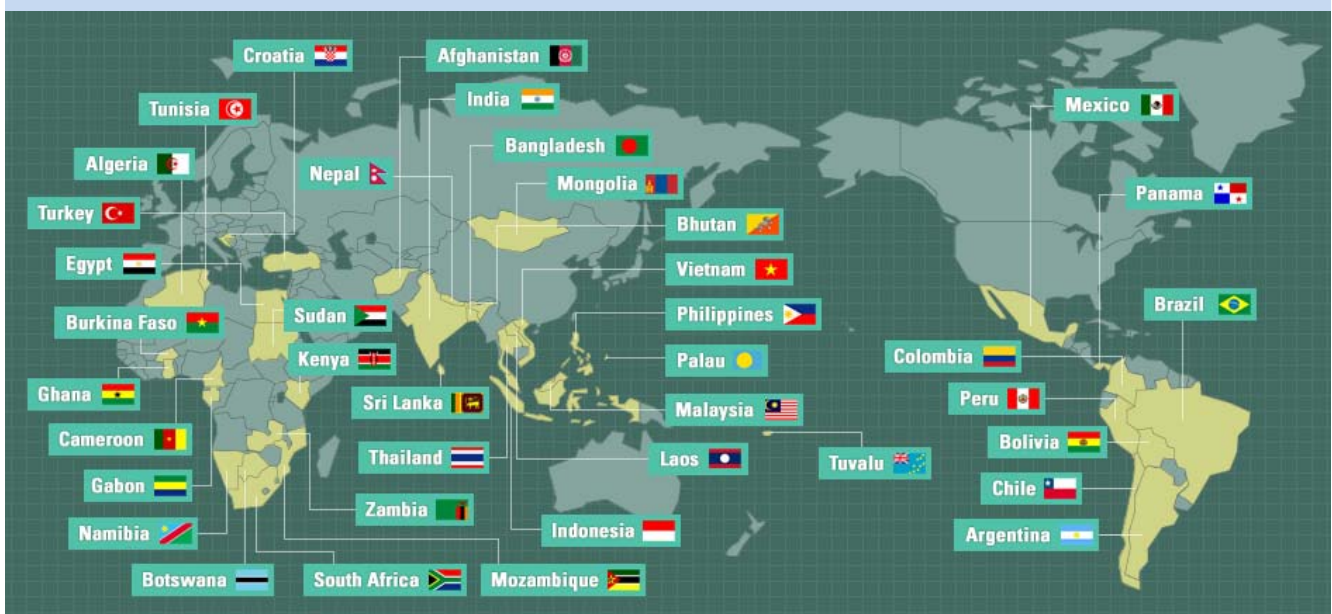 Croatia
Afghanistan
India
Mexico
Tunisia
Bangladesh
Algeria
Nepal
Mongolia
Panama
Turkey
Bhutan
Egypt
Vietnam
Brazil
Burkina Faso
Sudan
Philippines
Kenya
Colombia
Palau
Ghana
Sri Lanka
Peru
Malaysia
Cameroon
Bolivia
Thailand
Laos
Tuvalu
Gabon
Chile
Zambia
Namibia
Indonesia
Argentina
Botswana
South Africa
Mozambique